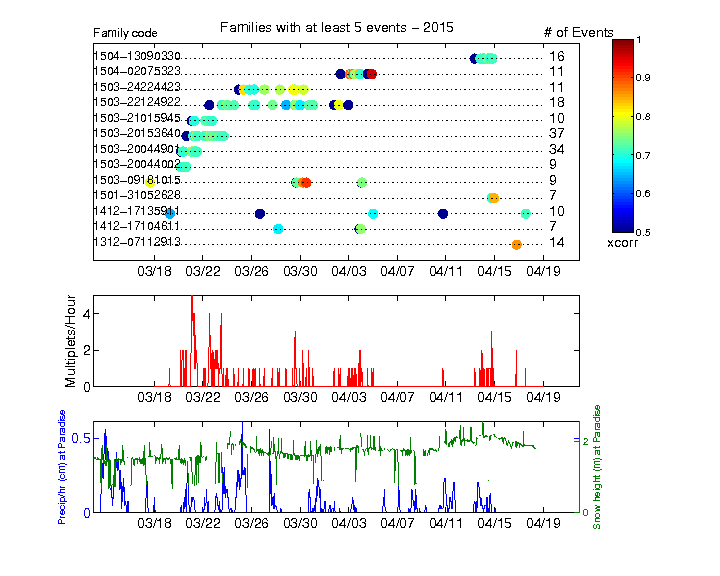 Families with at least 5 events – 2015
Family code # of Events
1504–13090330 16
1504–02075323 11
1503–24224423 11
1503–22124922 18
1503–21015945 10
1503–20153640 37
1503–20044901 34
1503–20044002 9
1503–09181015 9
1501–31052628 7
1412–17135911 10
1412–17104611 7
1312–07112913 14
03/18 03/22 03/26 03/30 04/03 04/07 04/11 04/15 04/19
1
0.9
0.8
0.7
0.6
0.5
xcorr
Multiplets/Hour
4
2
0
03/18 03/22 03/26 03/30 04/03 04/07 04/11 04/15 04/19
Precip/hr (cm) at Paradise
0.5
0
2
0
Snow height (m) at Paradise
03/18 03/22 03/26 03/30 04/03 04/07 04/11 04/15 04/19